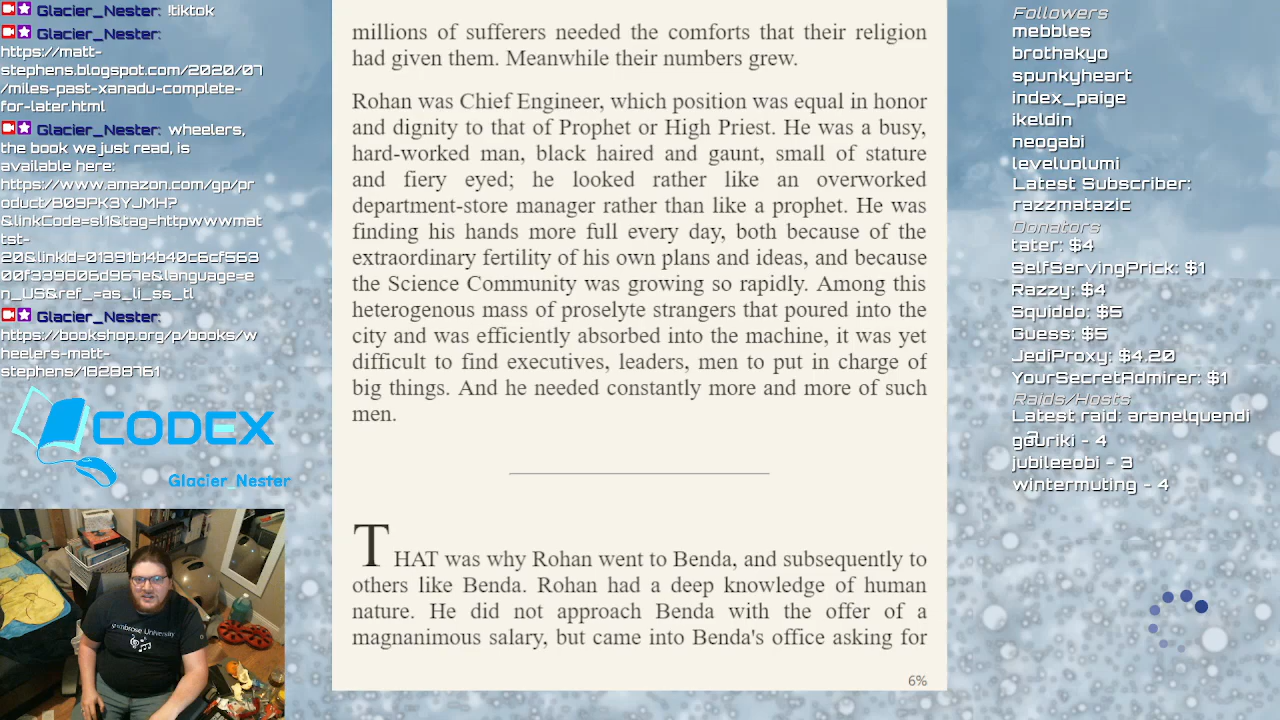 Glacier_Nester: !tiktok
Glacier_Nester:
https://matt-
stephens.blogspot.com/2020/07
/miles-past-xanadu-complete-
for-later.html
Glacier_Nester: wheelers,
the book we just read, is
available here:
https://www.amazon.com/gp/pr
oduct/B09PK3YJMH?
&linkCode=sl1&tag=httpwwwmat
tst-
20&linkId=01391b14b40c6cf563
00f339806d967e&language=e
n_US&ref_=as_li_ss_tl
Glacier_Nester:
https://bookshop.org/p/books/w
heelers-matt-
stephens/18288761
CODEX
Glacier_Nester
millions of sufferers needed the comforts that their religion
had given them. Meanwhile their numbers grew.
Rohan was Chief Engineer, which position was equal in honor
and dignity to that of Prophet or High Priest. He was a busy,
hard-worked man, black haired and gaunt, small of stature
and fiery eyed; he looked rather like an overworked
department-store manager rather than like a prophet. He was
finding his hands more full every day, both because of the
extraordinary fertility of his own plans and ideas, and because
the Science Community was growing so rapidly. Among this
heterogenous mass of proselyte strangers that poured into the
city and was efficiently absorbed into the machine, it was yet
difficult to find executives, leaders, men to put in charge of
big things. And he needed constantly more and more of such
men.
THAT was why Rohan went to Benda, and subsequently to
others like Benda. Rohan had a deep knowledge of human
nature. He did not approach Benda with the offer of a
magnanimous salary, but came into Benda's office asking for
6%
Followers
mebbles
brothakyo
spunkyheart
index_paige
ikeldin
neogabi
leveluplumi
Latest Subscriber:
razzmatazic
Donators
tater: $4
SelfServingPrick: $1
Razzy: $4
Squiddo: $5
Guess: $5
JediProxy: $4.20
YourSecretAdmirer: $1
Raids/Hosts
Latest raid: aranelquendi
gouriki - 4
jubileeobi - 3
wintermuting - 4